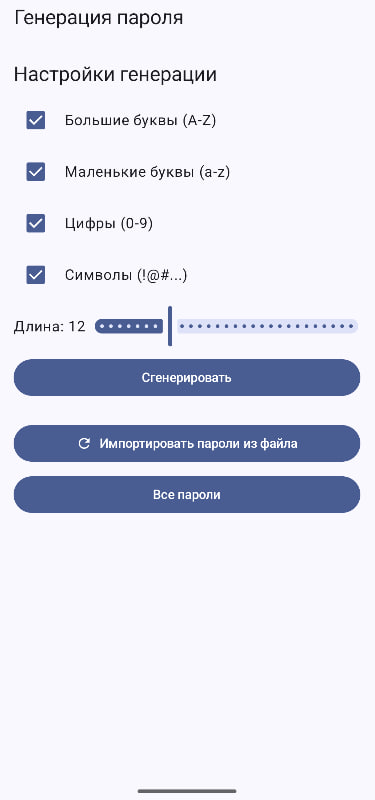 Генерация пароля
Настройки генерации
Большие буквы (A-Z)
Маленькие буквы (a-z)
Цифры (0-9)
Символы (!@#...)
Длина: 12
Сгенерировать
Импортировать пароли из файла
Все пароли